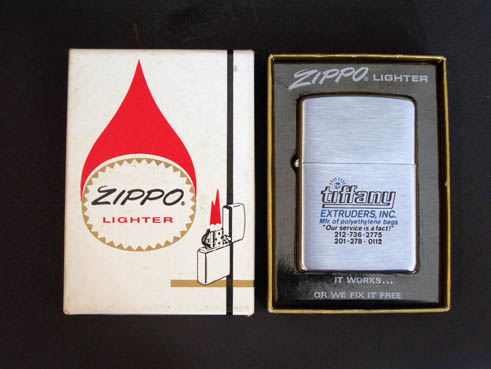 ZIPPO
LIGHTER
ZIPPO LIGHTER
tiffany
EXTRUDERS, INC.
Mfr. of polyethylene bags
"Our service is a fact!"
212-736-2775
201-278-0112
IT WORKS...
OR WE FIX IT FREE